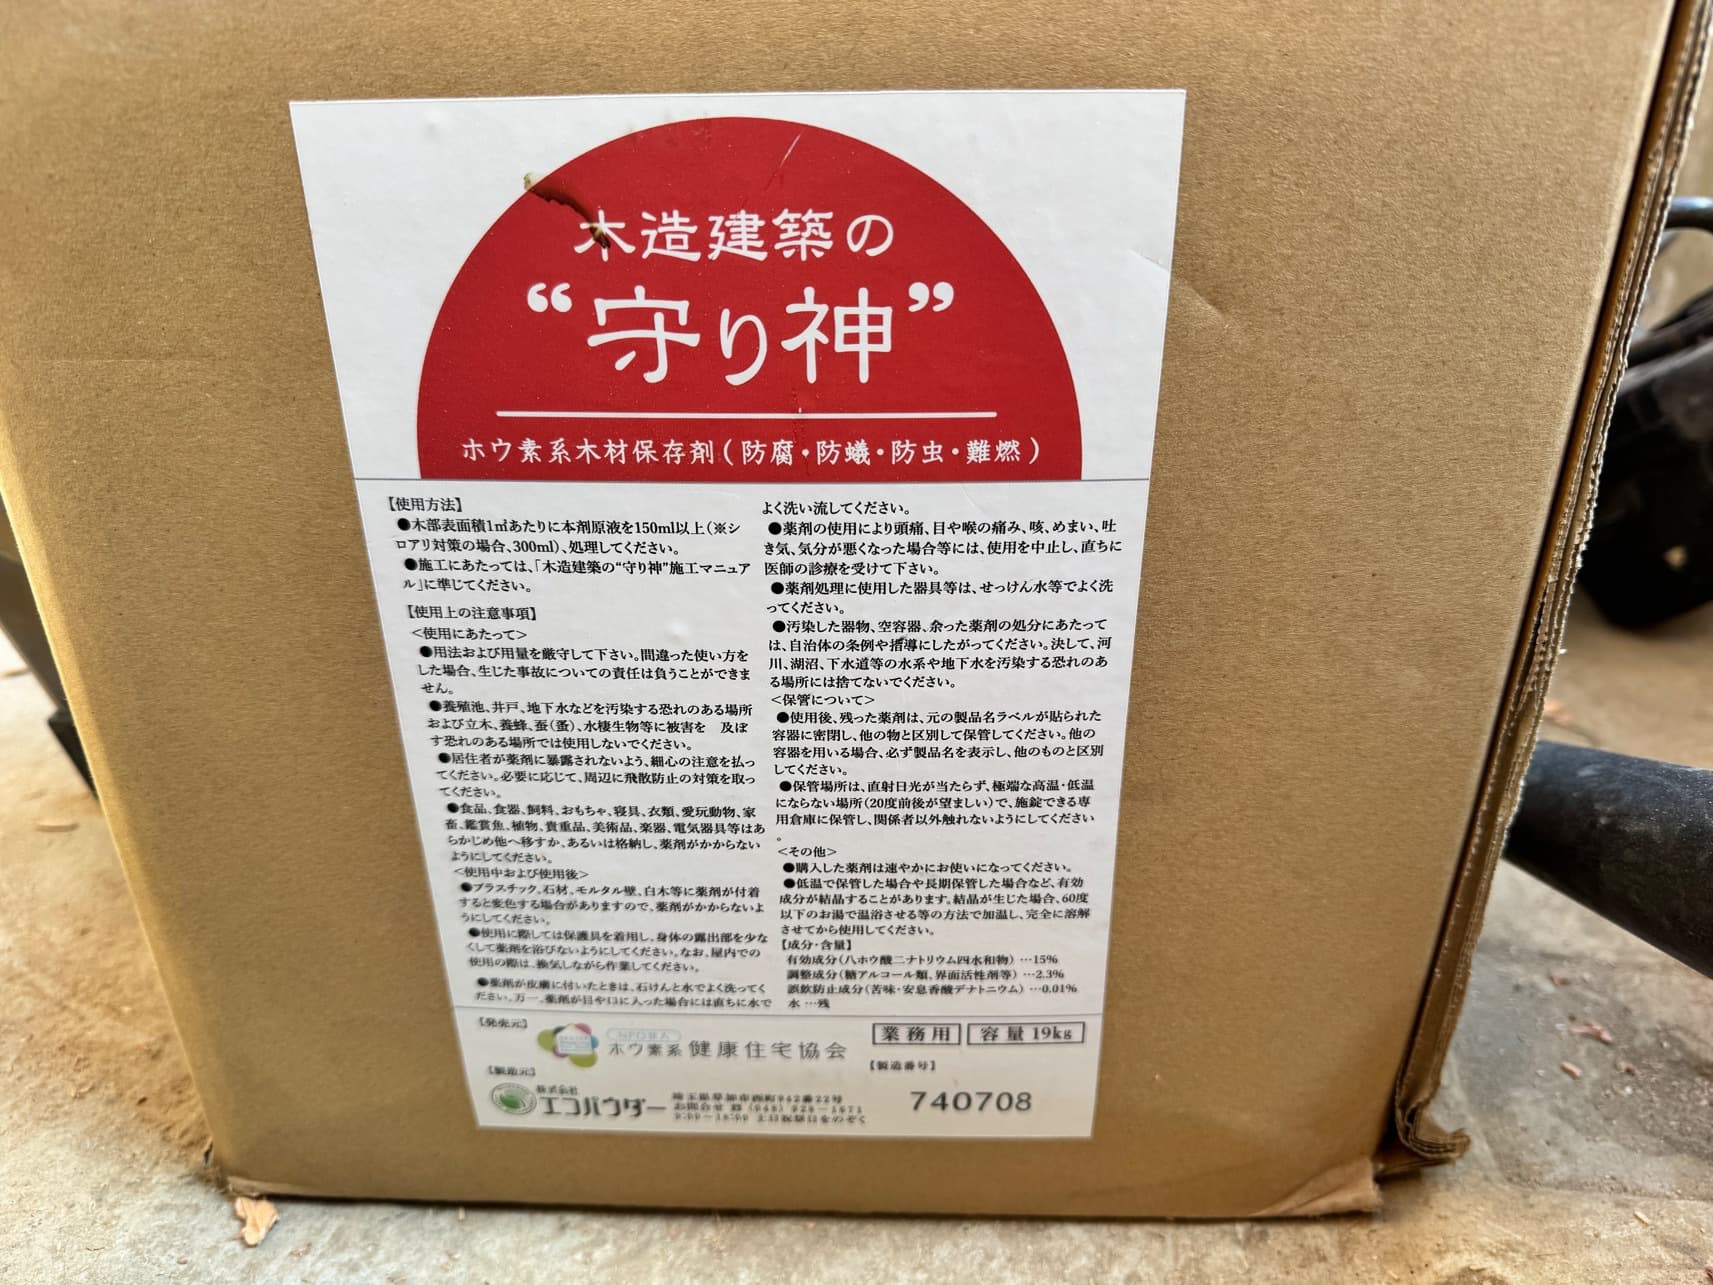 木造建築の
“守り神”
ホウ素系木材保存剤(防腐・防蟻・防虫・難燃)
【使用方法】
●木部表面積1㎡あたりに本剤原液を150ml以上(※シ
ロアリ対策の場合、300ml)、処理してください。
●施工にあたっては、「木造建築の“守り神”施工マニュア
ル」に準じてください。
【使用上の注意事項】
<使用にあたって>
●用法および用量を厳守して下さい。間違った使い方を
した場合、生じた事故についての責任は負うことができま
せん。
●養殖池、井戸、地下水などを汚染する恐れのある場所
および立木、養蜂、蚕(蚤)、水棲生物等に被害を 及ぼ
す恐れのある場所では使用しないでください。
●居住者が薬剤に暴露されないよう、細心の注意を払っ
てください。必要に応じて、周辺に飛散防止の対策を取っ
てください。
●食品、食器、飼料、おもちゃ、寝具、衣類、愛玩動物、家
畜、鑑賞魚、植物、貴重品、美術品、楽器、電気器具等はあ
らかじめ他へ移すか、あるいは格納し、薬剤がかからない
ようにしてください。
<使用中および使用後>
●プラスチック、石材、モルタル壁、白木等に薬剤が付着
すると変色する場合がありますので、薬剤がかからないよ
うにしてください。
●使用に際しては保護具を着用し、身体の露出部を少な
くして薬剤を浴びないようにしてください。なお、屋内での
使用の際は、換気しながら作業してください。
●薬剤が皮膚に付いたときは、石けんと水でよく洗ってく
ださい。万一、薬剤が目や口に入った場合には直ちに水で
よく洗い流してください。
●薬剤の使用により頭痛、目や喉の痛み、咳、めまい、吐
き気、気分が悪くなった場合等には、使用を中止し、直ちに
医師の診療を受けて下さい。
●薬剤処理に使用した器具等は、せっけん水等でよく洗
ってください。
●汚染した器物、空容器、余った薬剤の処分にあたって
は、自治体の条例や指導にしたがってください。決して、河
川、湖沼、下水道等の水系や地下水を汚染する恐れのあ
る場所には捨てないでください。
<保管について>
●使用後、残った薬剤は、元の製品名ラベルが貼られた
容器に密閉し、他の物と区別して保管してください。他の
容器を用いる場合、必ず製品名を表示し、他のものと区別
してください。
●保管場所は、直射日光が当たらず、極端な高温・低温
にならない場所(20度前後が望ましい)で、施錠できる専
用倉庫に保管し、関係者以外触れないようにしてください
。
<その他>
●購入した薬剤は速やかにお使いになってください。
●低温で保管した場合や長期保管した場合など、有効
成分が結晶することがあります。結晶が生じた場合、60度
以下のお湯で温浴させる等の方法で加温し、完全に溶解
させてから使用してください。
【成分・含量】
有効成分(八ホウ酸二ナトリウム四水和物) …15%
調整成分(糖アルコール類、界面活性剤等) …2.3%
誤飲防止成分(苦味・安息香酸デナトニウム) …0.01%
水 …残
【発売元】
NPO法人
ホウ素系 健康住宅協会
業務用 容量 19kg
【製造元】
株式会社
エコパウダー
【製造番号】
740708